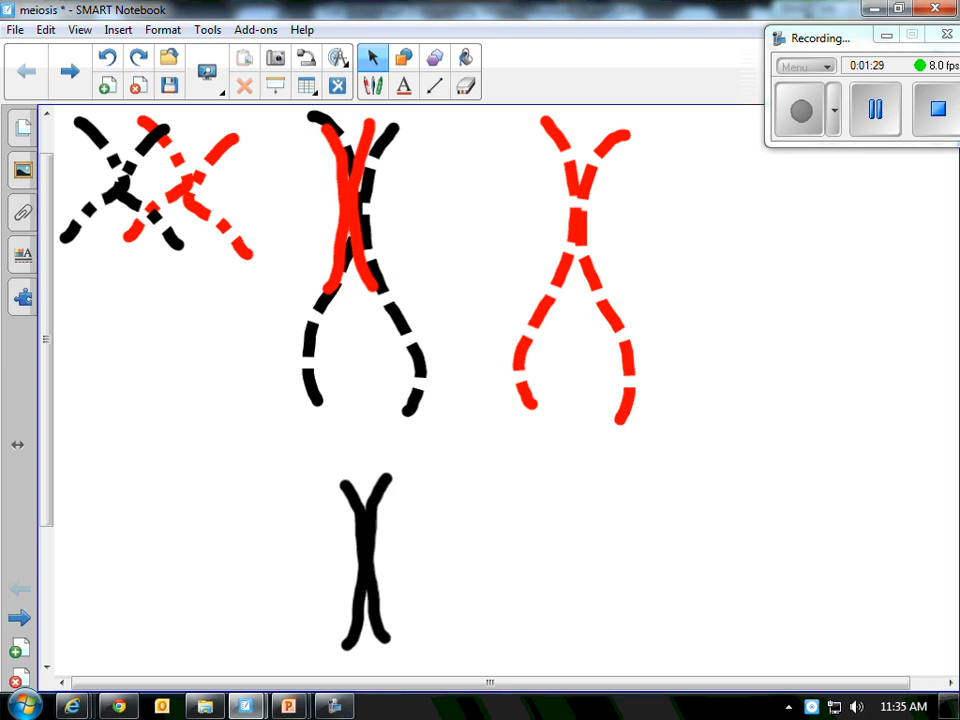 meiosis * - SMART Notebook
File Edit View Insert Format Tools Add-ons Help
Recording...
Menu 0:01:29 8.0 fps
11:35 AM